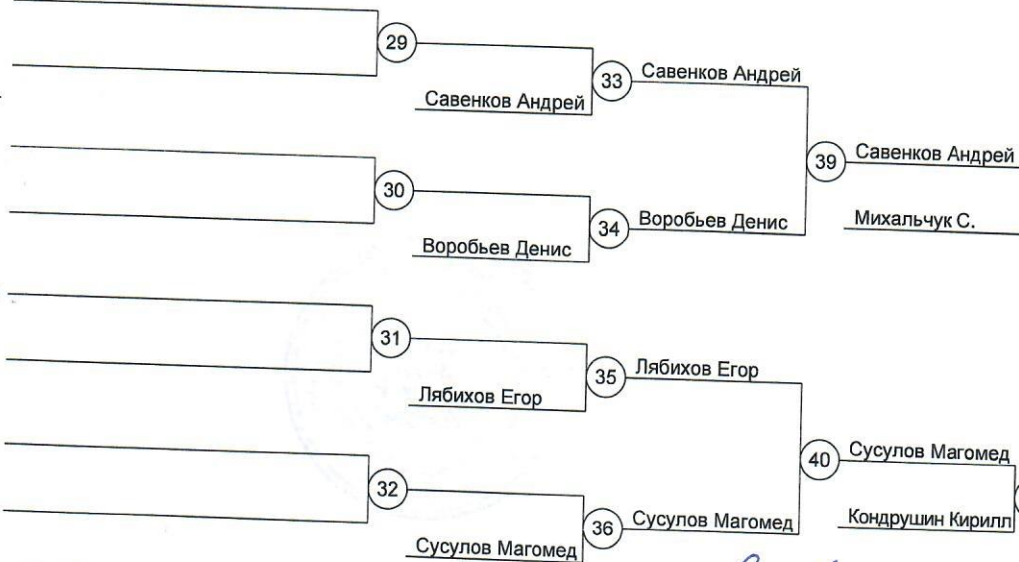 29
33 Савенков Андрей
Савенков Андрей
39 Савенков Андрей
30
34 Воробьев Денис
Михальчук С.
Воробьев Денис
31
35 Лябихов Егор
Лябихов Егор
40 Сусулов Магомед
32
36 Сусулов Магомед
Кондрушин Кирилл
Сусулов Магомед